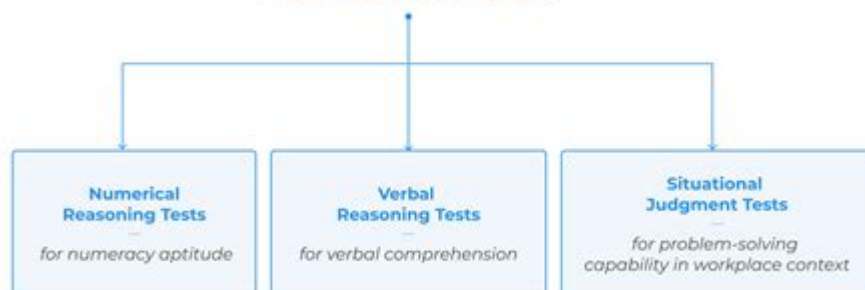 Numerical
Reasoning Tests
for numeracy aptitude
Verbal
Reasoning Tests
for verbal comprehension
Situational
Judgment Tests
for problem-solving
capability in workplace context